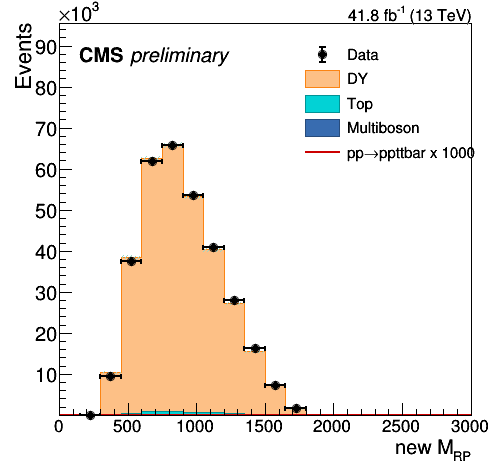 ×10³
41.8 fb⁻¹ (13 TeV)
CMS preliminary
Events
Data
DY
Top
Multiboson
pp→ppttbar x 1000
90
80
70
60
50
40
30
20
10
0 500 1000 1500 2000 2500 3000
new M_RP